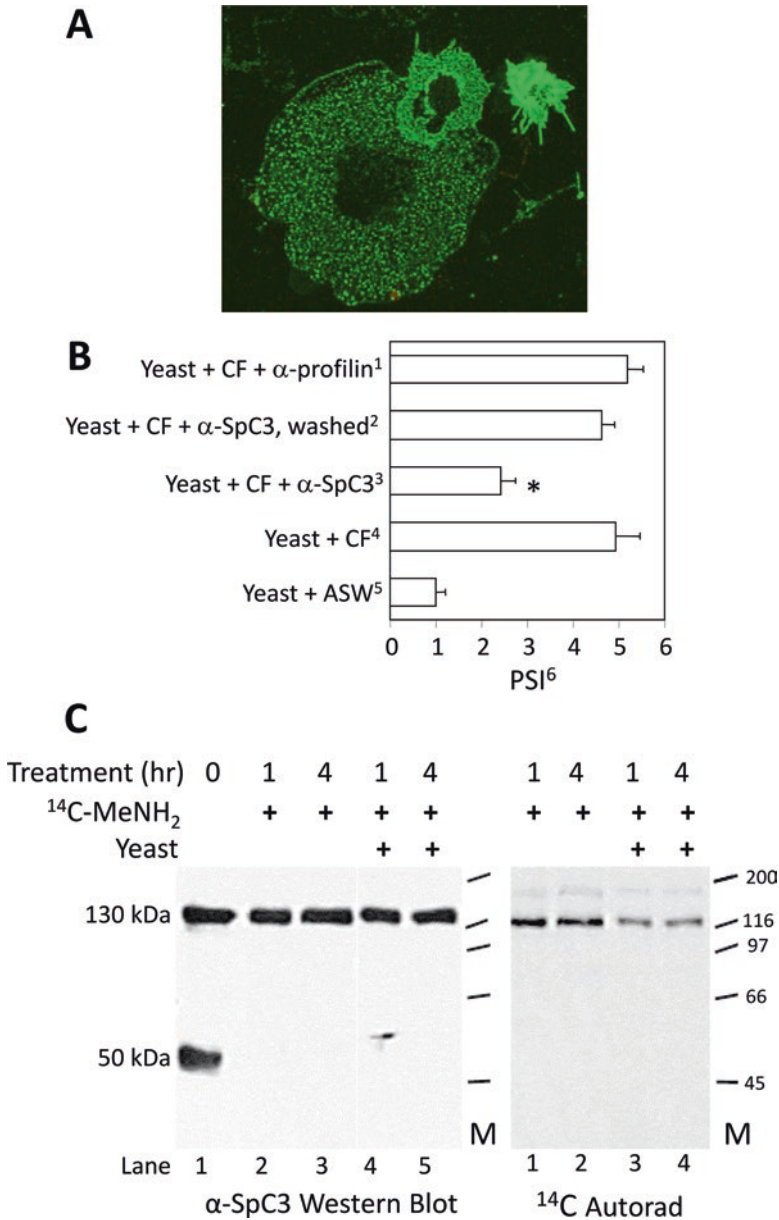 A
B
Yeast + CF + α-profilin¹
Yeast + CF + α-SpC3, washed²
Yeast + CF + α-SpC3³
*
Yeast + CF⁴
Yeast + ASW⁵
0 1 2 3 4 5 6
PSI⁶
C
Treatment (hr) 0 1 4 1 4 1 4 1 4
¹⁴C-MeNH₂ + + + + + + + +
Yeast + + + +
200
130 kDa 116
97
66
50 kDa 45
M M
Lane 1 2 3 4 5 1 2 3 4
α-SpC3 Western Blot ¹⁴C Autorad